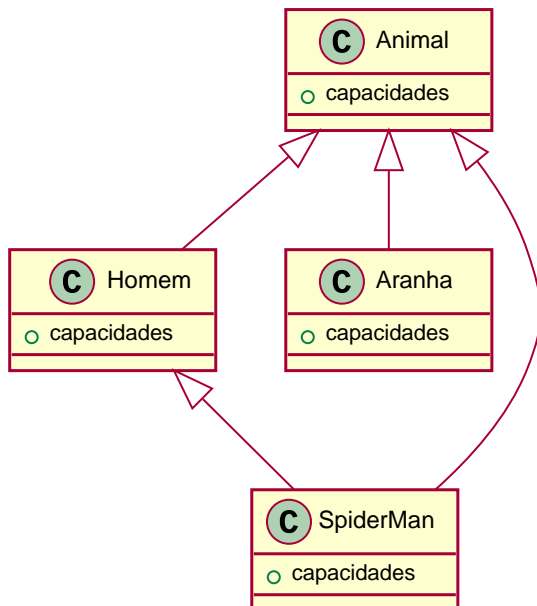 C Animal
capacidades
C Homem
capacidades
C Aranha
capacidades
C SpiderMan
capacidades